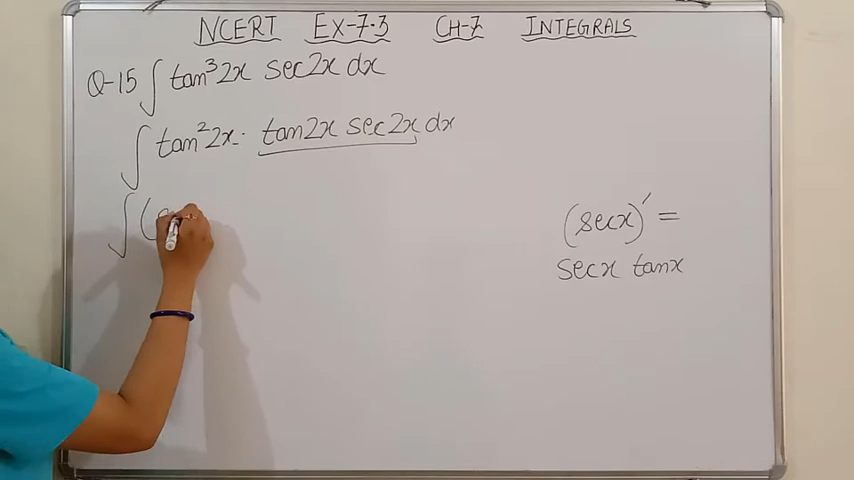 NCERT Ex-7.3 CH-7 INTEGRALS
Q-15 ∫ tan³2x sec2x dx
∫ tan²2x · tan2x sec2x dx
∫ (
(secx)' =
secx tanx